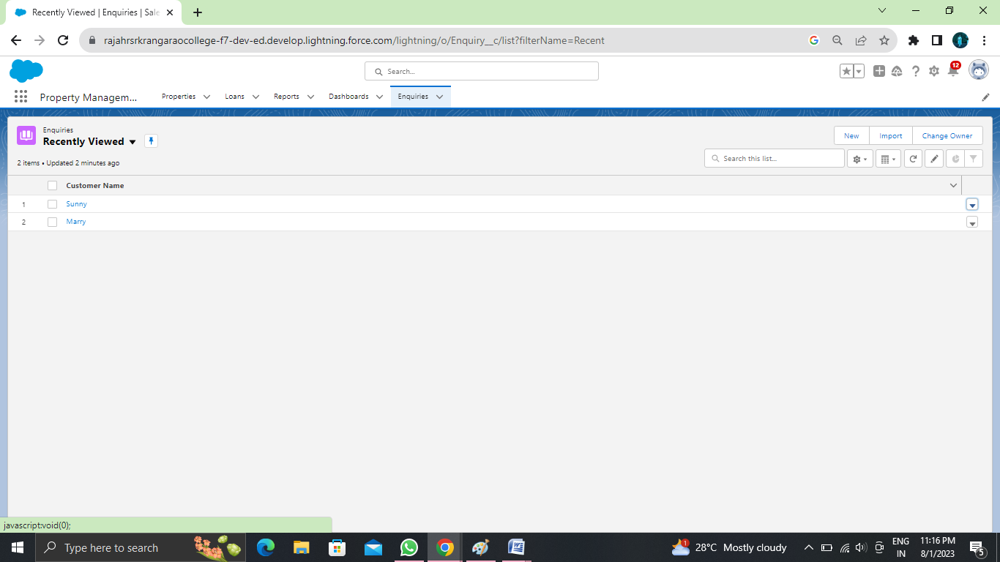 Recently Viewed | Enquiries | Sale
rajahrsrkrangaraocollege-f7-dev-ed.develop.lightning.force.com/lightning/o/Enquiry__c/list?filterName=Recent
Search...
12
Property Managem...
Properties
Loans
Reports
Dashboards
Enquiries
Enquiries
Recently Viewed
New
Import
Change Owner
2 items • Updated 2 minutes ago
Search this list...
Customer Name
1 Sunny
2 Marry
javascript:void(0);
Type here to search
1
28°C Mostly cloudy
ENG
IN
11:16 PM
8/1/2023
5